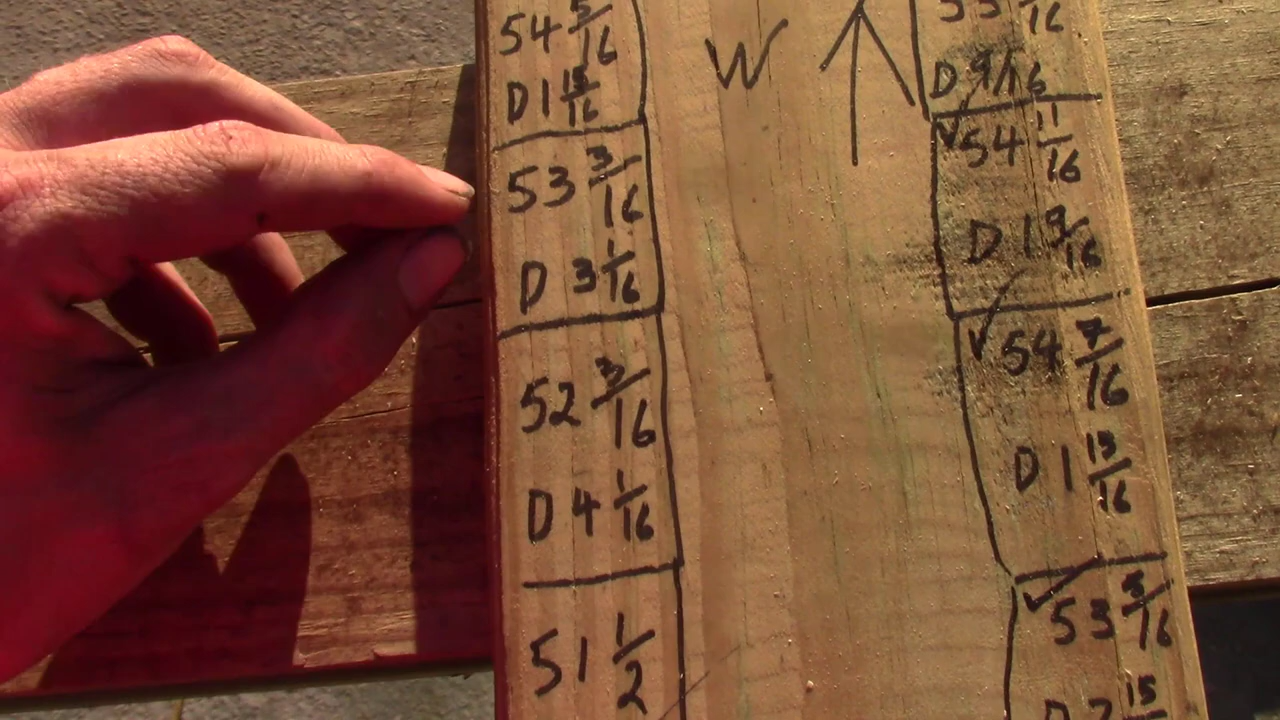 54 5/16
D 1 15/16
53 3/16
D 3 1/16
52 3/16
D 4 1/16
51 1/2
W
D 9/16
54 11/16
D 1 9/16
54 7/16
D 1 13/16
53 5/16